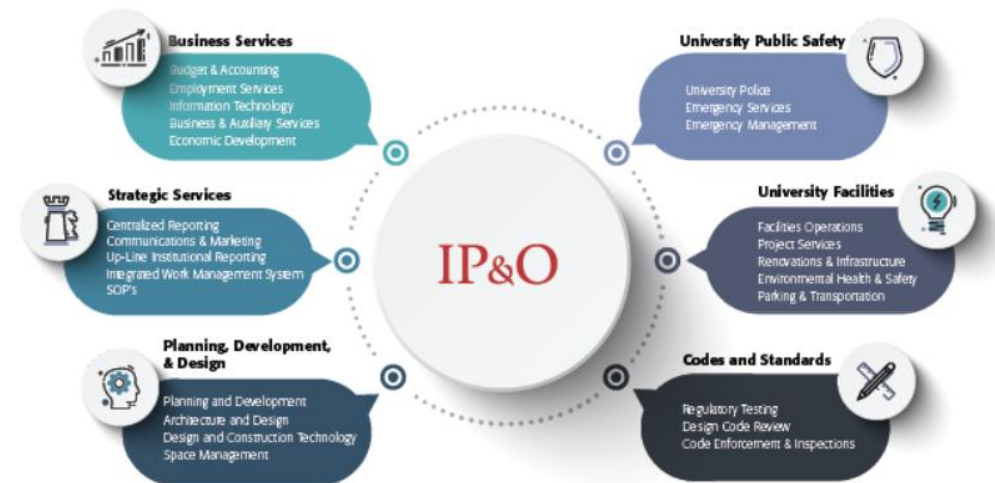 Business Services
Budget & Accounting
Employment Services
Information Technology
Business & Auxiliary Services
Economic Development
Strategic Services
Centralized Reporting
Communications & Marketing
Up-Line Institutional Reporting
Integrated Work Management System
SOP's
Planning, Development,
& Design
Planning and Development
Architecture and Design
Design and Construction Technology
Space Management
IP&O
University Public Safety
University Police
Emergency Services
Emergency Management
University Facilities
Facilities Operations
Project Services
Renovations & Infrastructure
Environmental Health & Safety
Parking & Transportation
Codes and Standards
Regulatory Testing
Design Code Review
Code Enforcement & Inspections